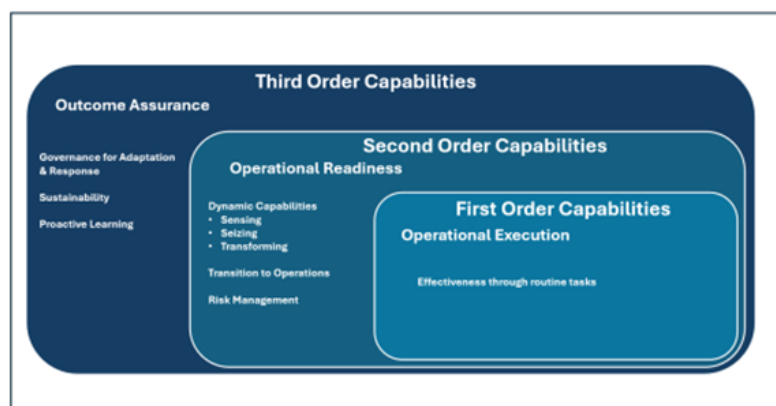 Third Order Capabilities
Outcome Assurance
Governance for Adaptation
& Response
Sustainability
Proactive Learning
Second Order Capabilities
Operational Readiness
Dynamic Capabilities
• Sensing
• Seizing
• Transforming
Transition to Operations
Risk Management
First Order Capabilities
Operational Execution
Effectiveness through routine tasks